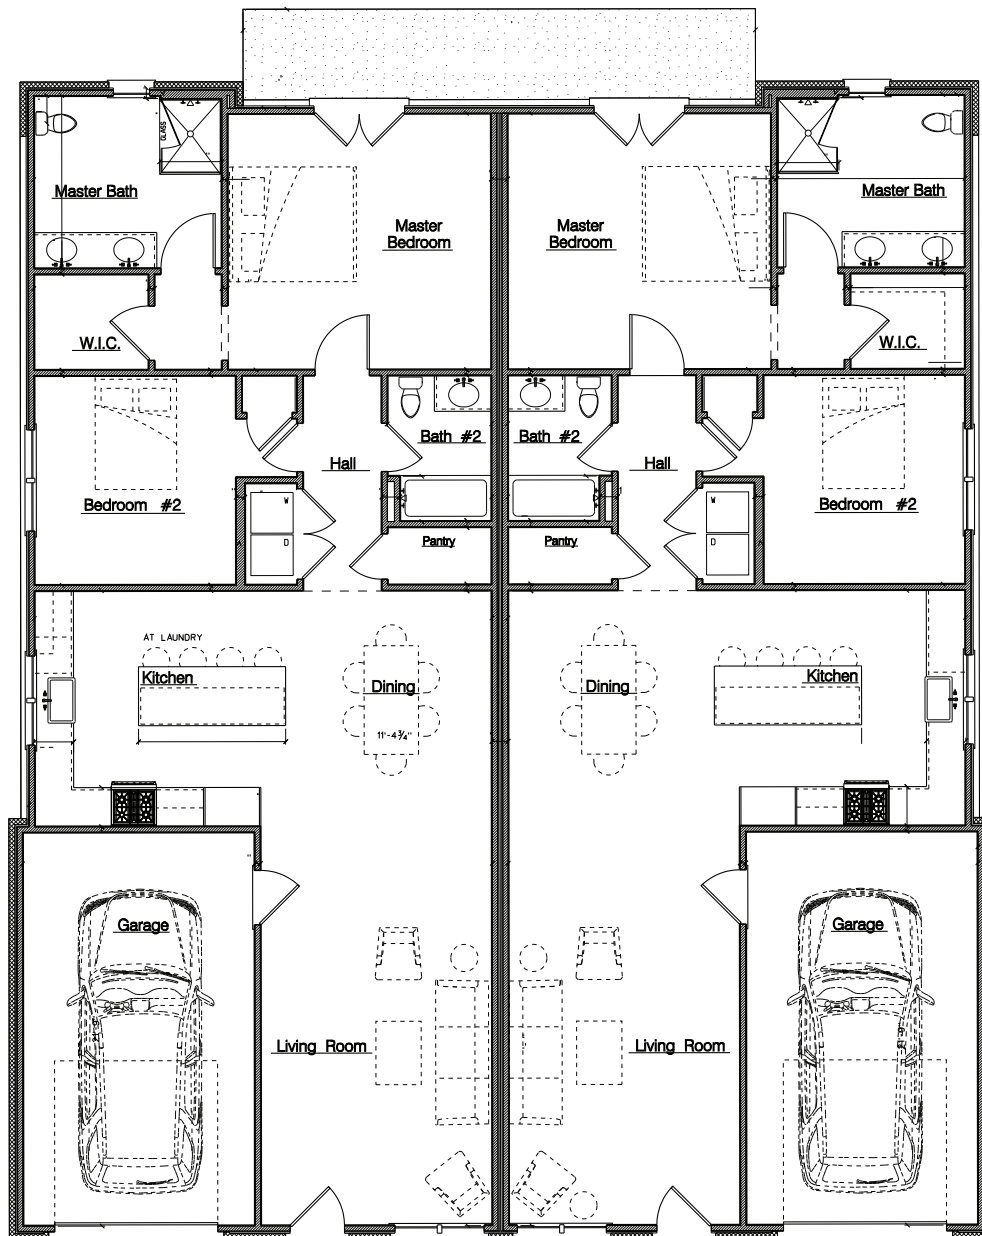 GLASS
Master Bath
Master
Bedroom
Master
Bedroom
Master Bath
W.I.C.
W.I.C.
Bath #2
Bath #2
Hall
Hall
Bedroom #2
W
D
Pantry
Pantry
W
D
Bedroom #2
AT LAUNDRY
Kitchen
Dining
11'-4 3/4"
Dining
Kitchen
Garage
Garage
Living Room
Living Room